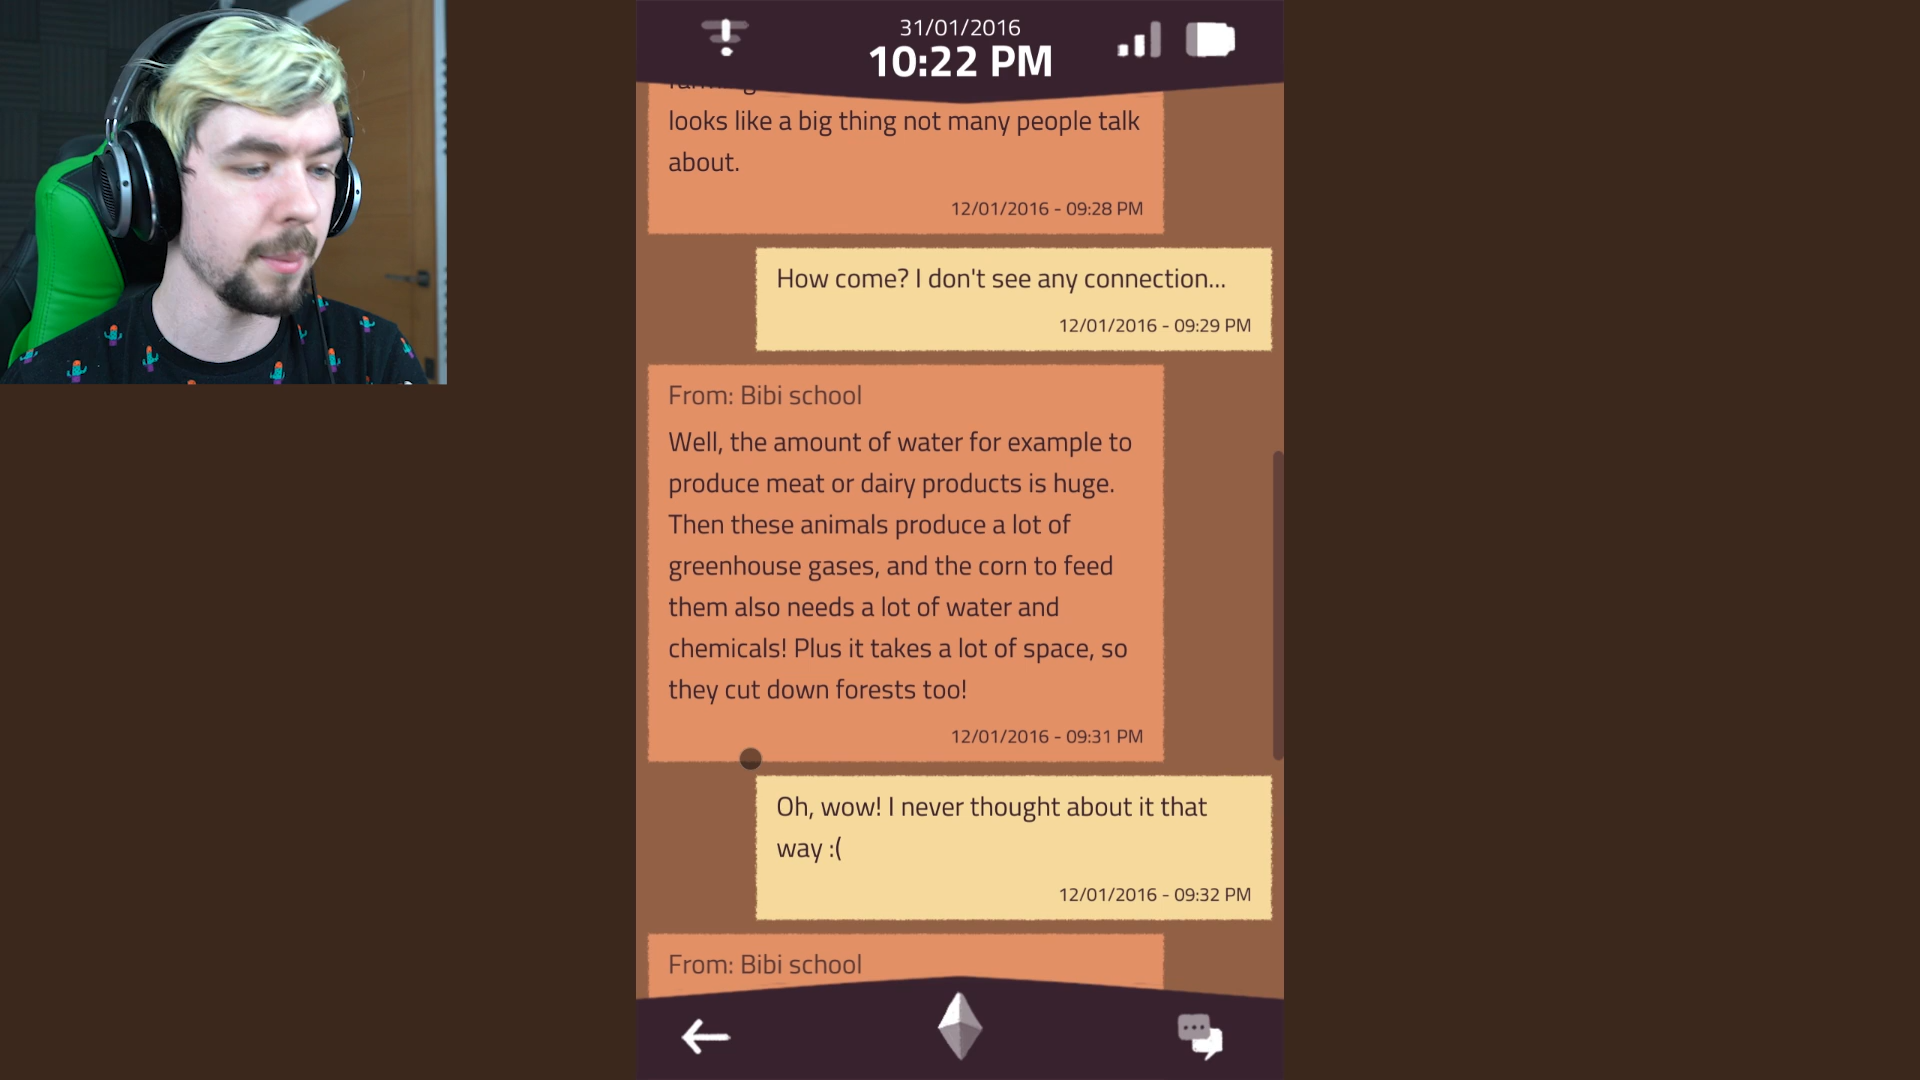 31/01/2016
10:22 PM
looks like a big thing not many people talk
about.
12/01/2016 - 09:28 PM
How come? I don't see any connection...
12/01/2016 - 09:29 PM
From: Bibi school
Well, the amount of water for example to
produce meat or dairy products is huge.
Then these animals produce a lot of
greenhouse gases, and the corn to feed
them also needs a lot of water and
chemicals! Plus it takes a lot of space, so
they cut down forests too!
12/01/2016 - 09:31 PM
Oh, wow! I never thought about it that
way :(
12/01/2016 - 09:32 PM
From: Bibi school